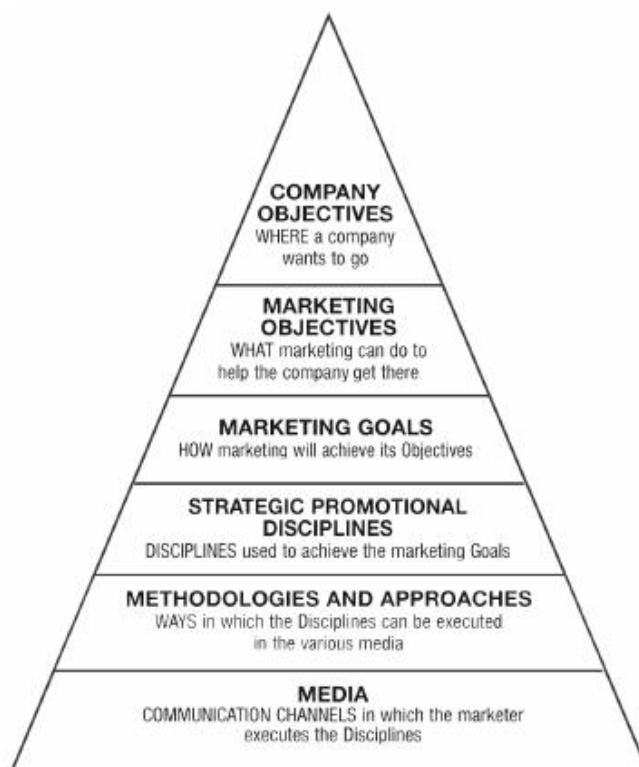 COMPANY
OBJECTIVES
WHERE a company
wants to go
MARKETING
OBJECTIVES
WHAT marketing can do to
help the company get there
MARKETING GOALS
HOW marketing will achieve its Objectives
STRATEGIC PROMOTIONAL
DISCIPLINES
DISCIPLINES used to achieve the marketing Goals
METHODOLOGIES AND APPROACHES
WAYS in which the Disciplines can be executed
in the various media
MEDIA
COMMUNICATION CHANNELS in which the marketer
executes the Disciplines